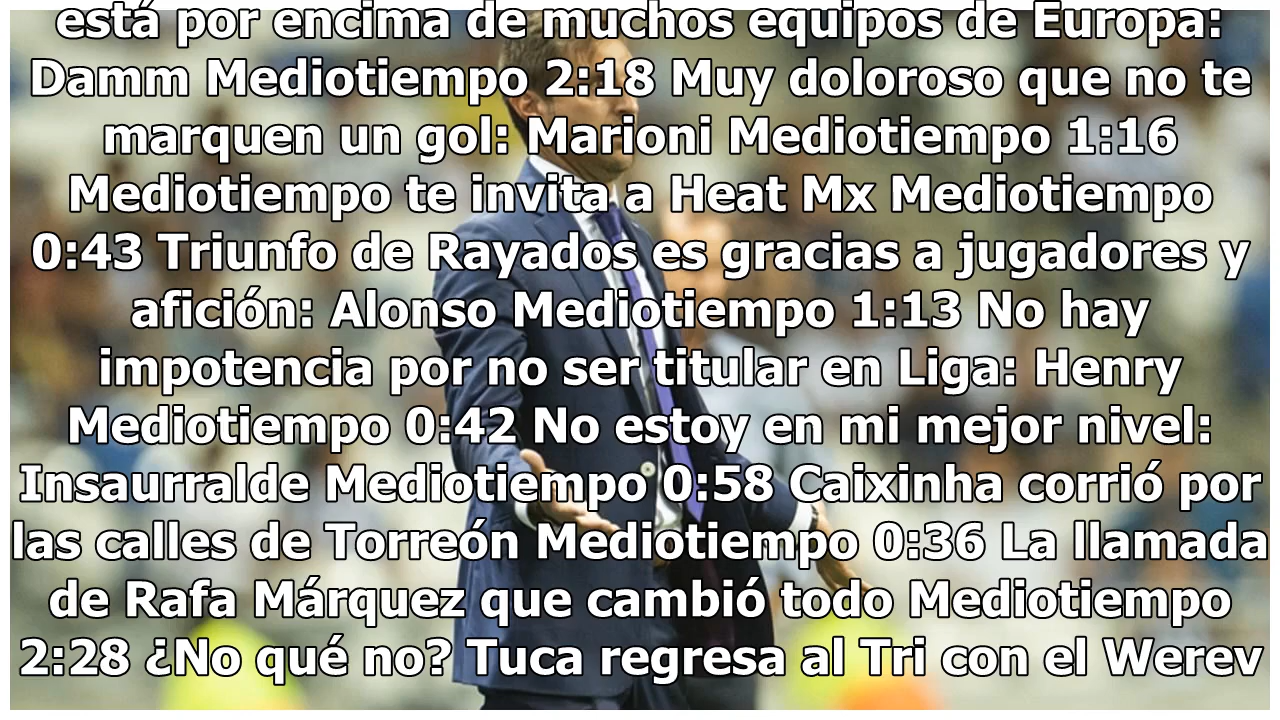 está por encima de muchos equipos de Europa:
Damm Mediotiempo 2:18 Muy doloroso que no te
marquen un gol: Marioni Mediotiempo 1:16
Mediotiempo te invita a Heat Mx Mediotiempo
0:43 Triunfo de Rayados es gracias a jugadores y
afición: Alonso Mediotiempo 1:13 No hay
impotencia por no ser titular en Liga: Henry
Mediotiempo 0:42 No estoy en mi mejor nivel:
Insaurralde Mediotiempo 0:58 Caixinha corrió por
las calles de Torreón Mediotiempo 0:36 La llamada
de Rafa Márquez que cambió todo Mediotiempo
2:28 ¿No qué no? Tuca regresa al Tri con el Werev